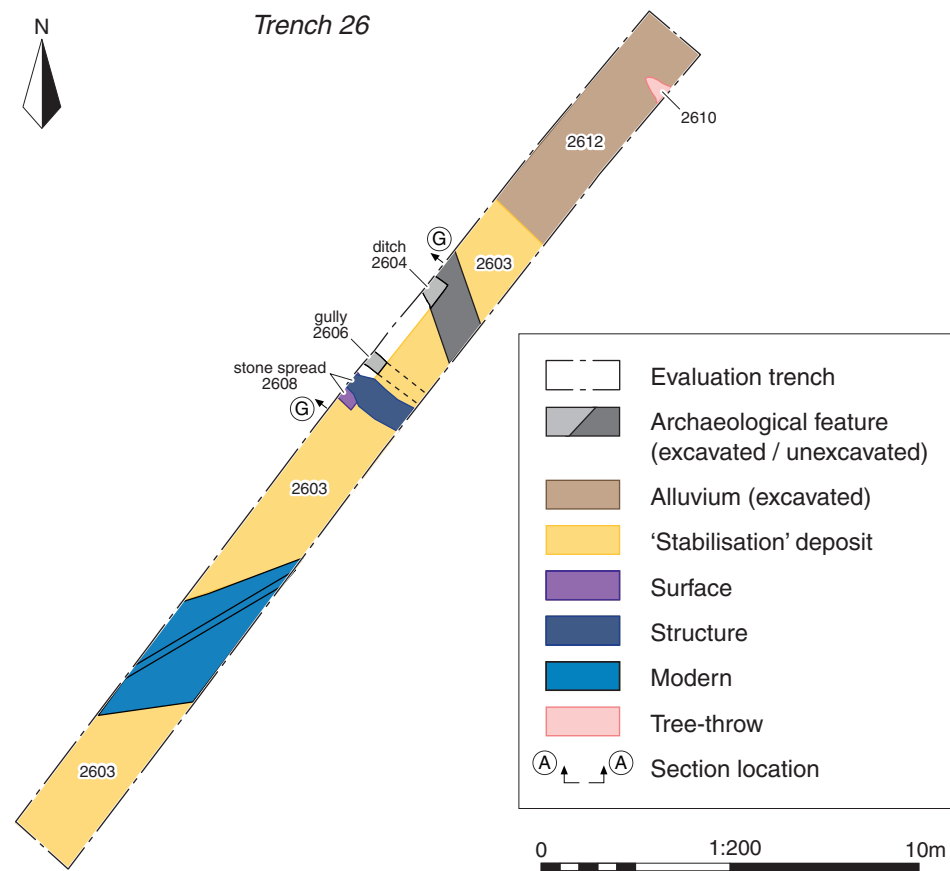 Trench 26
N
2610
2612
ditch
2604
G
2603
gully
2606
stone spread
2608
G
2603
2603
Evaluation trench
Archaeological feature
(excavated / unexcavated)
Alluvium (excavated)
‘Stabilisation’ deposit
Surface
Structure
Modern
Tree-throw
A A Section location
0 1:200 10m